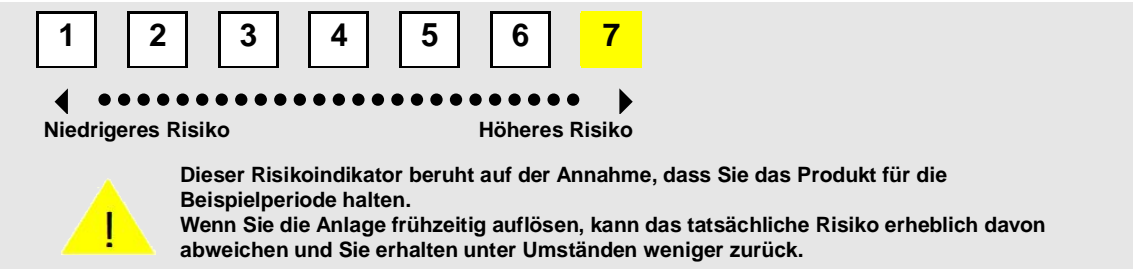 1 2 3 4 5 6 7
Niedrigeres Risiko Höheres Risiko
Dieser Risikoindikator beruht auf der Annahme, dass Sie das Produkt für die
Beispielperiode halten.
Wenn Sie die Anlage frühzeitig auflösen, kann das tatsächliche Risiko erheblich davon
abweichen und Sie erhalten unter Umständen weniger zurück.
!